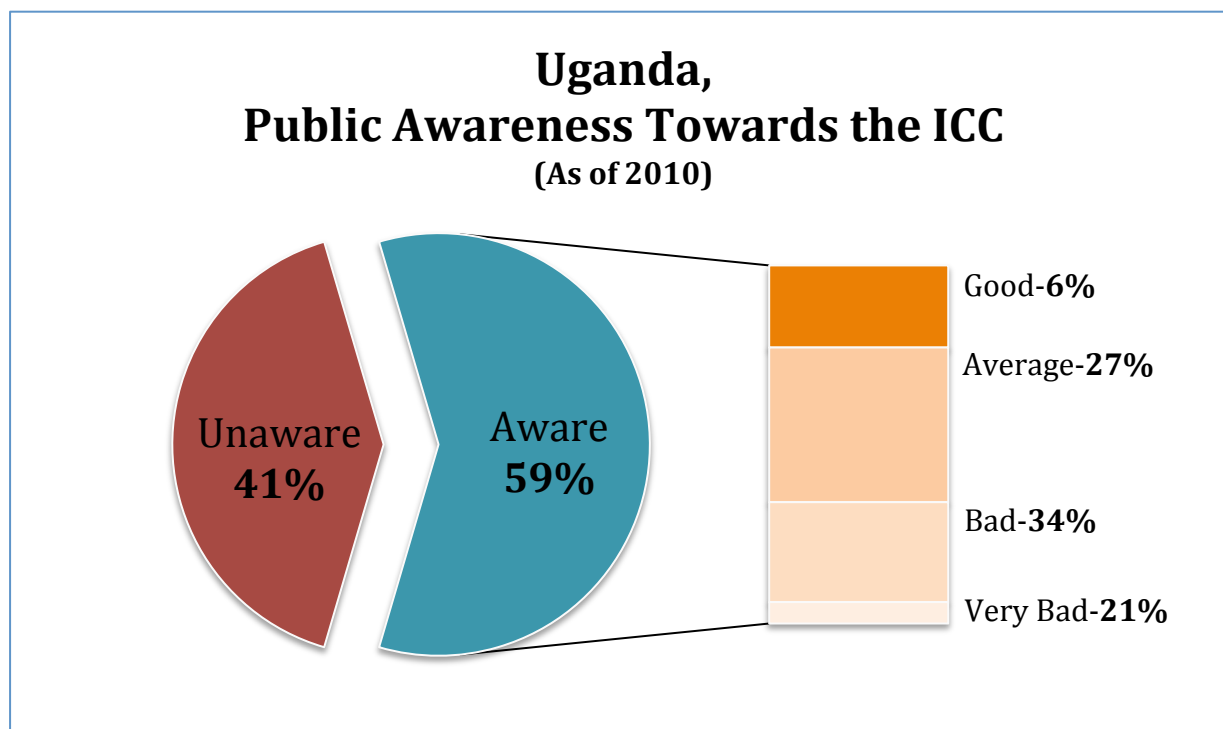 Uganda,
Public Awareness Towards the ICC
(As of 2010)
Unaware
41%
Aware
59%
Good-6%
Average-27%
Bad-34%
Very Bad-21%